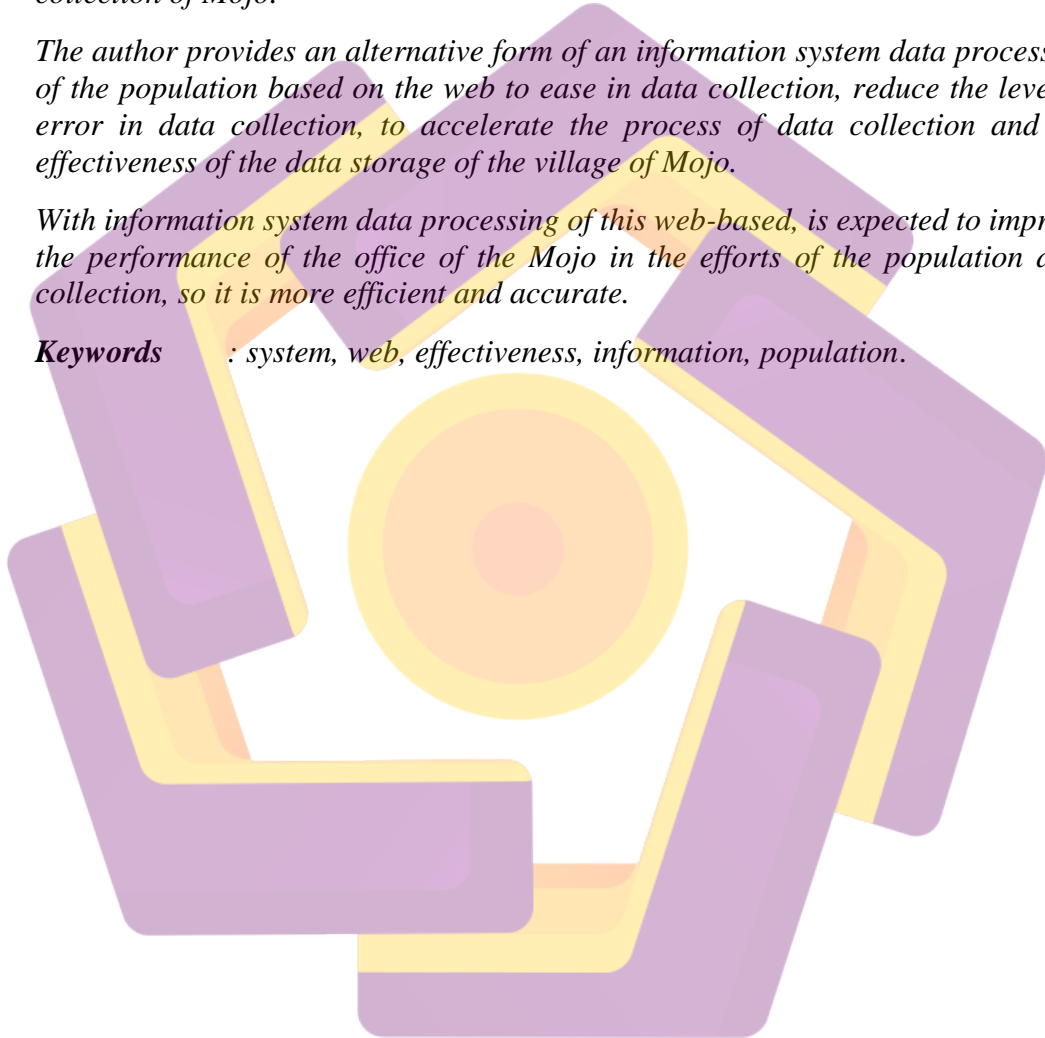 collection of Mojo.
The author provides an alternative form of an information system data process
of the population based on the web to ease in data collection, reduce the leve
error in data collection, to accelerate the process of data collection and
effectiveness of the data storage of the village of Mojo.
With information system data processing of this web-based, is expected to impr
the performance of the office of the Mojo in the efforts of the population d
collection, so it is more efficient and accurate.
Keywords : system, web, effectiveness, information, population.